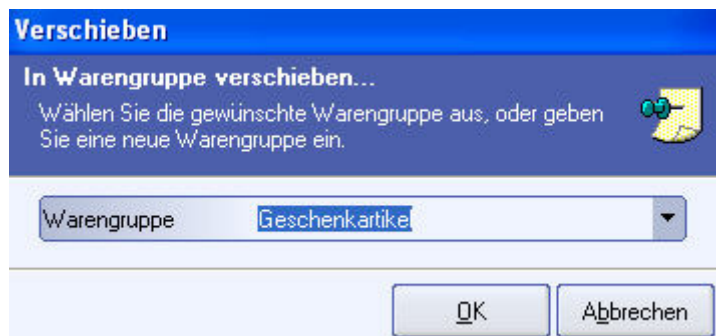 Verschieben
In Warengruppe verschieben...
Wählen Sie die gewünschte Warengruppe aus, oder geben
Sie eine neue Warengruppe ein.
Warengruppe Geschenkartikel
OK Abbrechen